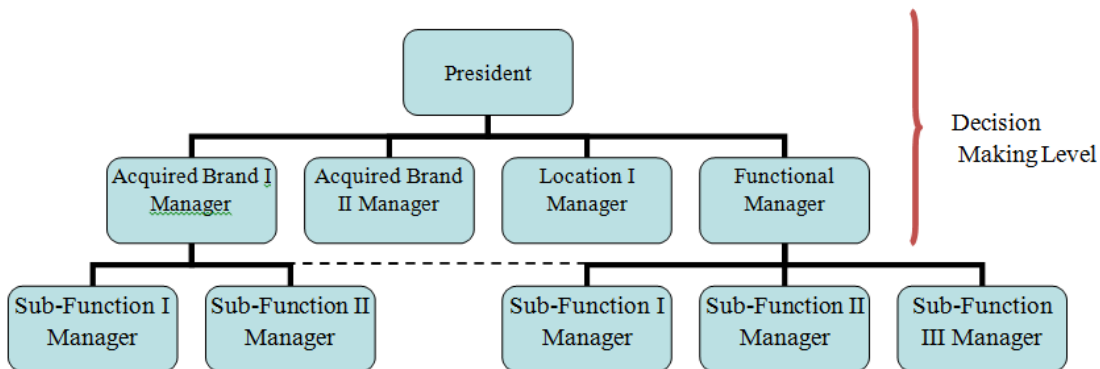 President
Decision
Making Level
Acquired Brand I
Manager
Acquired Brand
II Manager
Location I
Manager
Functional
Manager
Sub-Function I
Manager
Sub-Function II
Manager
Sub-Function I
Manager
Sub-Function II
Manager
Sub-Function
III Manager